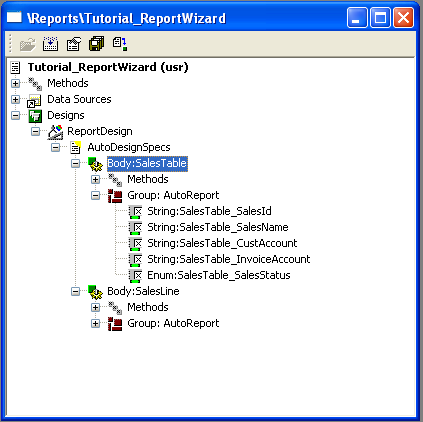 \Reports\Tutorial_ReportWizard
Tutorial_ReportWizard (usr)
Methods
Data Sources
Designs
ReportDesign
AutoDesignSpecs
Body:SalesTable
Methods
Group: AutoReport
String:SalesTable_SalesId
String:SalesTable_SalesName
String:SalesTable_CustAccount
String:SalesTable_InvoiceAccount
Enum:SalesTable_SalesStatus
Body:SalesLine
Methods
Group: AutoReport